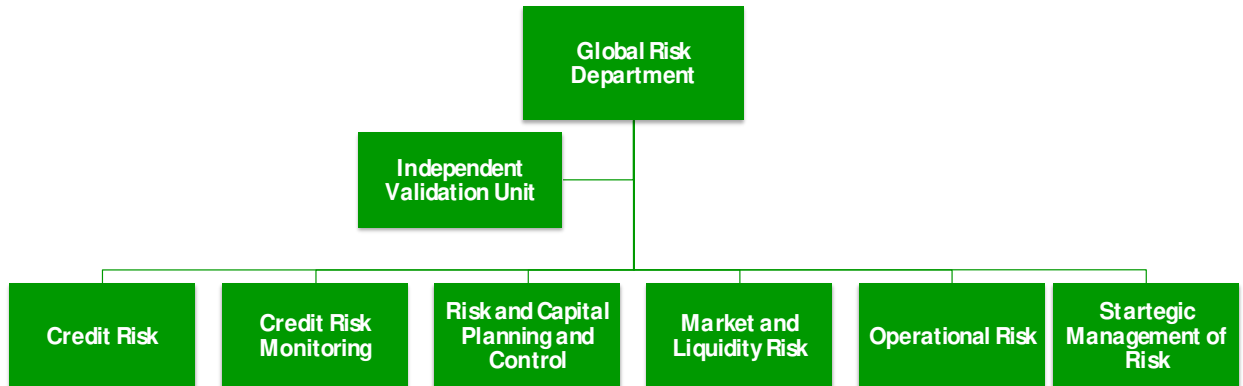 Global Risk
Department
Independent
Validation Unit
Credit Risk
Credit Risk
Monitoring
Risk and Capital
Planning and
Control
Market and
Liquidity Risk
Operational Risk
Startegic
Management of
Risk